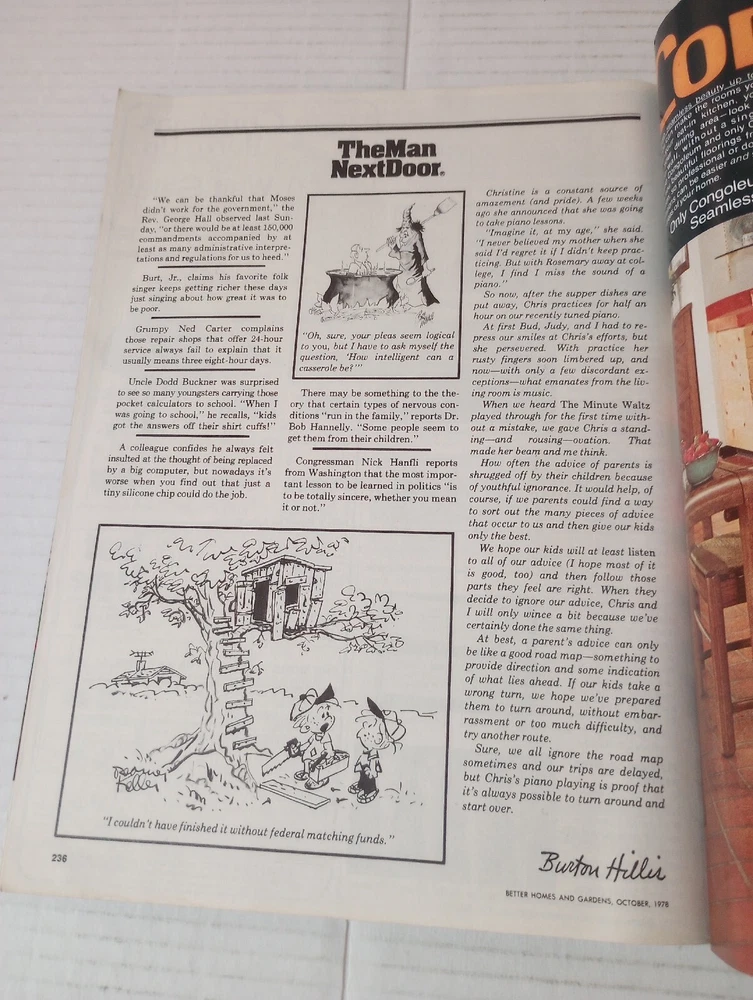 The Man
Next Door®
"We can be thankful that Moses
didn't work for the government," the
Rev. George Hall observed last Sun-
day, "or there would be at least 150,000
commandments accompanied by at
least as many administrative interpre-
tations and regulations for us to heed."
Burt, Jr., claims his favorite folk
singer keeps getting richer these days
just singing about how great it was to
be poor.
Grumpy Ned Carter complains
those repair shops that offer 24-hour
service always fail to explain that it
usually means three eight-hour days.
Uncle Dodd Buckner was surprised
to see so many youngsters carrying those
pocket calculators to school. "When I
was going to school," he recalls, "kids
got the answers off their shirt cuffs!"
A colleague confides he always felt
insulted at the thought of being replaced
by a big computer, but nowadays it's
worse when you find out that just a
tiny silicone chip could do the job.
"Oh, sure, your pleas seem logical
to you, but I have to ask myself the
question, 'How intelligent can a
casserole be?'"
There may be something to the the-
ory that certain types of nervous con-
ditions "run in the family," reports Dr.
Bob Hannelly. "Some people seem to
get them from their children."
Congressman Nick Hanfli reports
from Washington that the most impor-
tant lesson to be learned in politics "is
to be totally sincere, whether you mean
it or not."
"I couldn't have finished it without federal matching funds."
Christine is a constant source of
amazement (and pride). A few weeks
ago she announced that she was going
to take piano lessons.
"Imagine it, at my age," she said.
"I never believed my mother when she
said I'd regret it if I didn't keep prac-
ticing. But with Rosemary away at col-
lege, I find I miss the sound of a
piano."
So now, after the supper dishes are
put away, Chris practices for half an
hour on our recently tuned piano.
At first Bud, Judy, and I had to re-
press our smiles at Chris's efforts, but
she persevered. With practice her
rusty fingers soon limbered up, and
now—with only a few discordant ex-
ceptions—what emanates from the liv-
ing room is music.
When we heard The Minute Waltz
played through for the first time with-
out a mistake, we gave Chris a stand-
ing—and rousing—ovation. That
made her beam and me think.
How often the advice of parents is
shrugged off by their children because
of youthful ignorance. It would help, of
course, if we parents could find a way
to sort out the many pieces of advice
that occur to us and then give our kids
only the best.
We hope our kids will at least listen
to all of our advice (I hope most of it
is good, too) and then follow those
parts they feel are right. When they
decide to ignore our advice, Chris and
I will only wince a bit because we've
certainly done the same thing.
At best, a parent's advice can only
be like a good road map—something to
provide direction and some indication
of what lies ahead. If our kids take a
wrong turn, we hope we've prepared
them to turn around, without embar-
rassment or too much difficulty, and
try another route.
Sure, we all ignore the road map
sometimes and our trips are delayed,
but Chris's piano playing is proof that
it's always possible to turn around and
start over.
Burton Hillis
236
BETTER HOMES AND GARDENS, OCTOBER, 1978
beauty up to
the rooms
kitchen.
area—look
dining
without a
and only
beautiful floorings
professional or do
can be easier and
your home.
Only Congoleum
Seamless